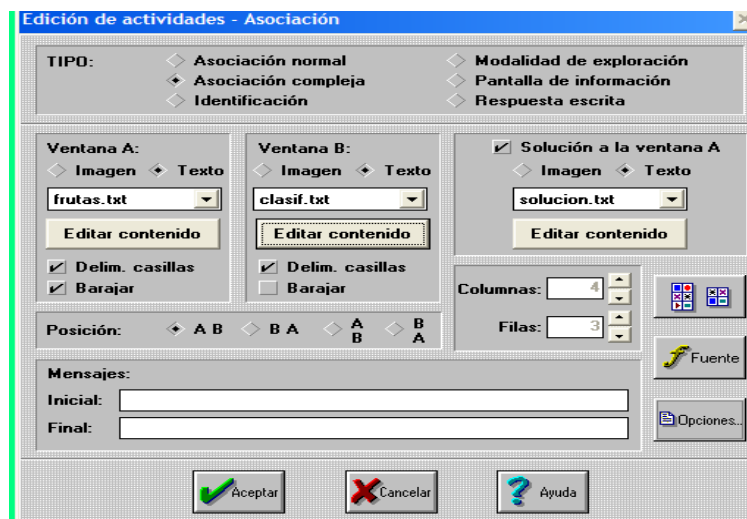 Edición de actividades - Asociación
TIPO:
Asociación normal
Asociación compleja
Identificación
Modalidad de exploración
Pantalla de información
Respuesta escrita
Ventana A:
Imagen Texto
frutas.txt
Editar contenido
Delim. casillas
Barajar
Ventana B:
Imagen Texto
clasif.txt
Editar contenido
Delim. casillas
Barajar
Solución a la ventana A
Imagen Texto
solucion.txt
Editar contenido
Columnas: 4
Filas: 3
Posición: A B B A A B B A
Fuente
Mensajes:
Inicial:
Final:
Opciones...
Aceptar Cancelar Ayuda